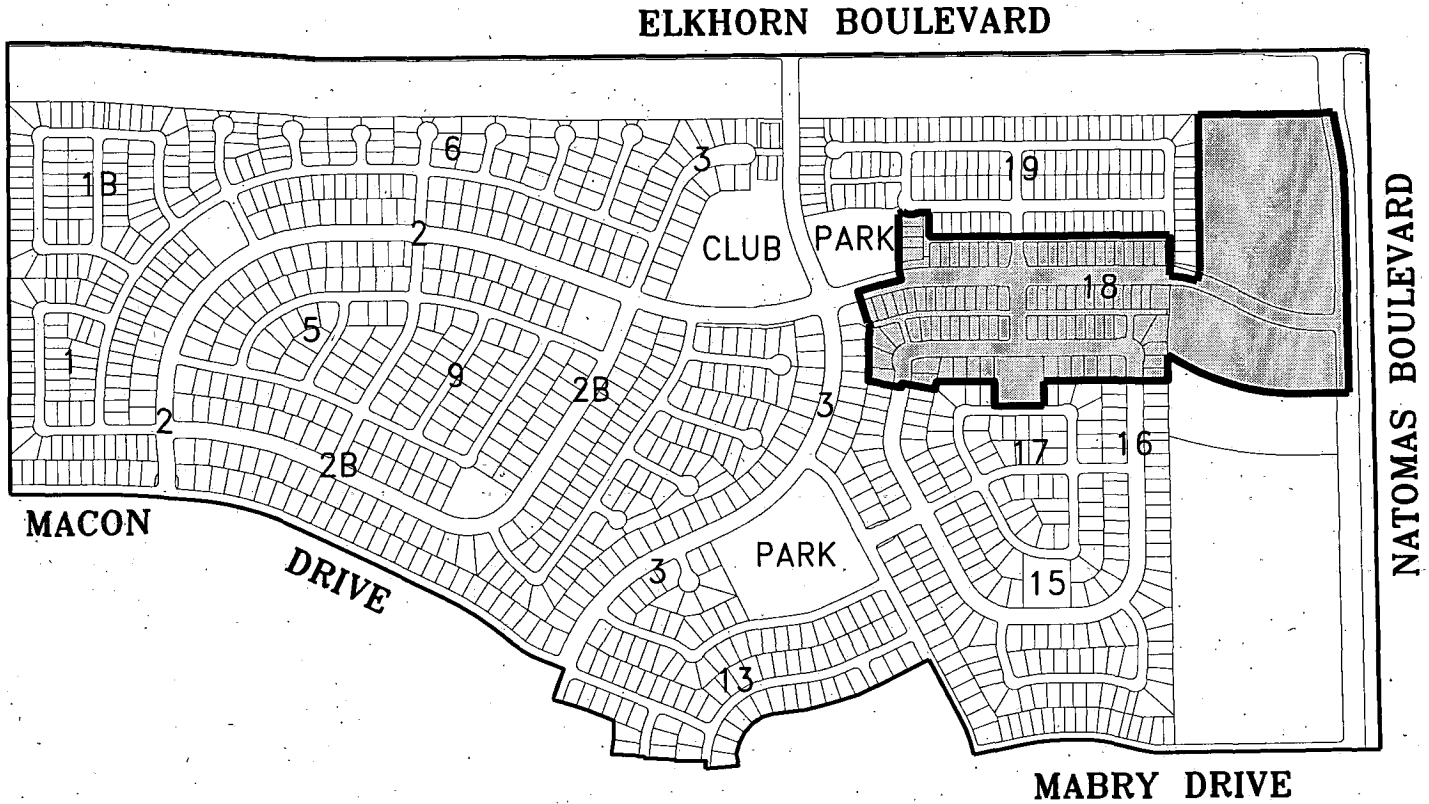 ELKHORN BOULEVARD
6
3
19
1B
2
CLUB
PARK
18
NATOMAS BOULEVARD
5
1
9
2B
3
2
17
16
2B
MACON
DRIVE
PARK
3
15
13
MABRY DRIVE